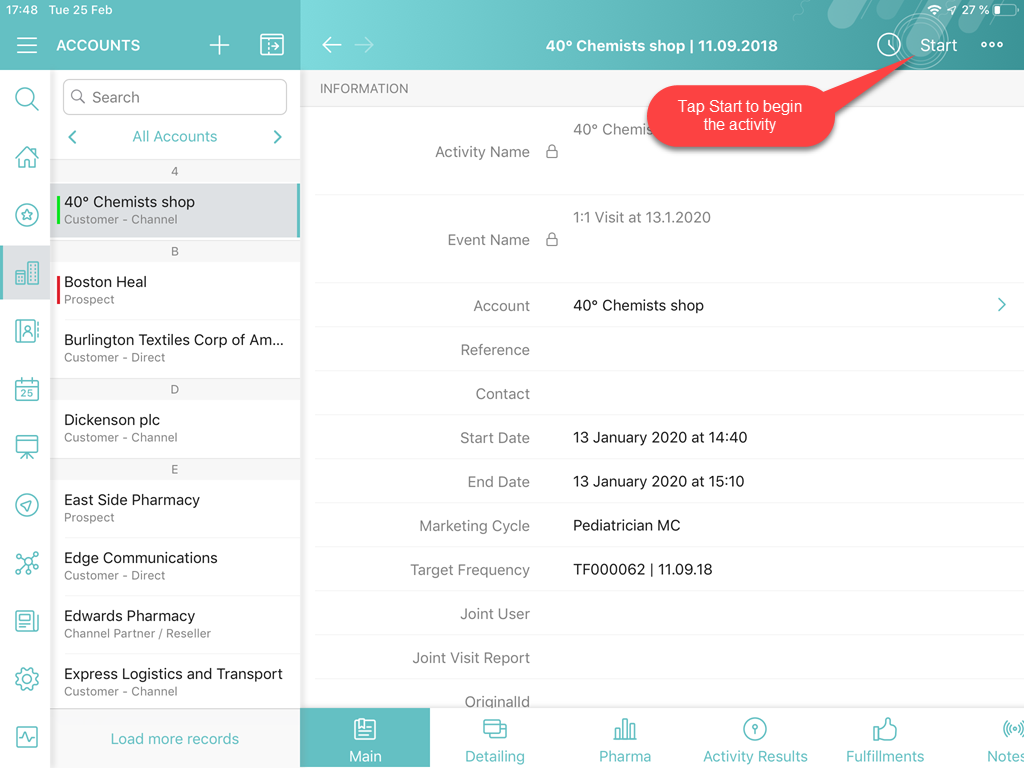 17:48 Tue 25 Feb
27 %
ACCOUNTS
40° Chemists shop | 11.09.2018
Start
Search
All Accounts
4
40° Chemists shop
Customer - Channel
B
Boston Heal
Prospect
Burlington Textiles Corp of Am...
Customer - Direct
D
Dickenson plc
Customer - Channel
E
East Side Pharmacy
Prospect
Edge Communications
Customer - Direct
Edwards Pharmacy
Channel Partner / Reseller
Express Logistics and Transport
Customer - Channel
Load more records
25
INFORMATION
Tap Start to begin
the activity
40° Chemis
Activity Name
1:1 Visit at 13.1.2020
Event Name
Account 40° Chemists shop
Reference
Contact
Start Date 13 January 2020 at 14:40
End Date 13 January 2020 at 15:10
Marketing Cycle Pediatrician MC
Target Frequency TF000062 | 11.09.18
Joint User
Joint Visit Report
OriginalId
Main
Detailing
Pharma
Activity Results
Fulfillments
Notes